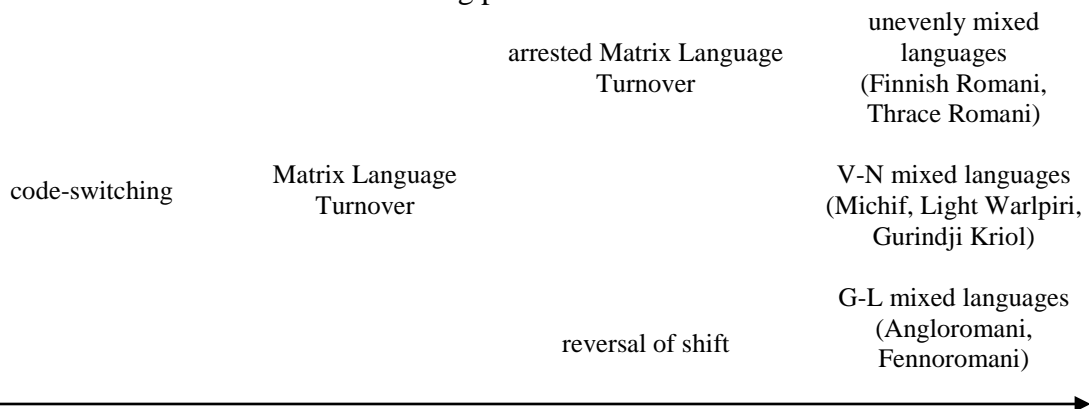 code-switching
Matrix Language
Turnover
arrested Matrix Language
Turnover
reversal of shift
unevenly mixed
languages
(Finnish Romani,
Thrace Romani)
V-N mixed languages
(Michif, Light Warlpiri,
Gurindji Kriol)
G-L mixed languages
(Angloromani,
Fennoromani)